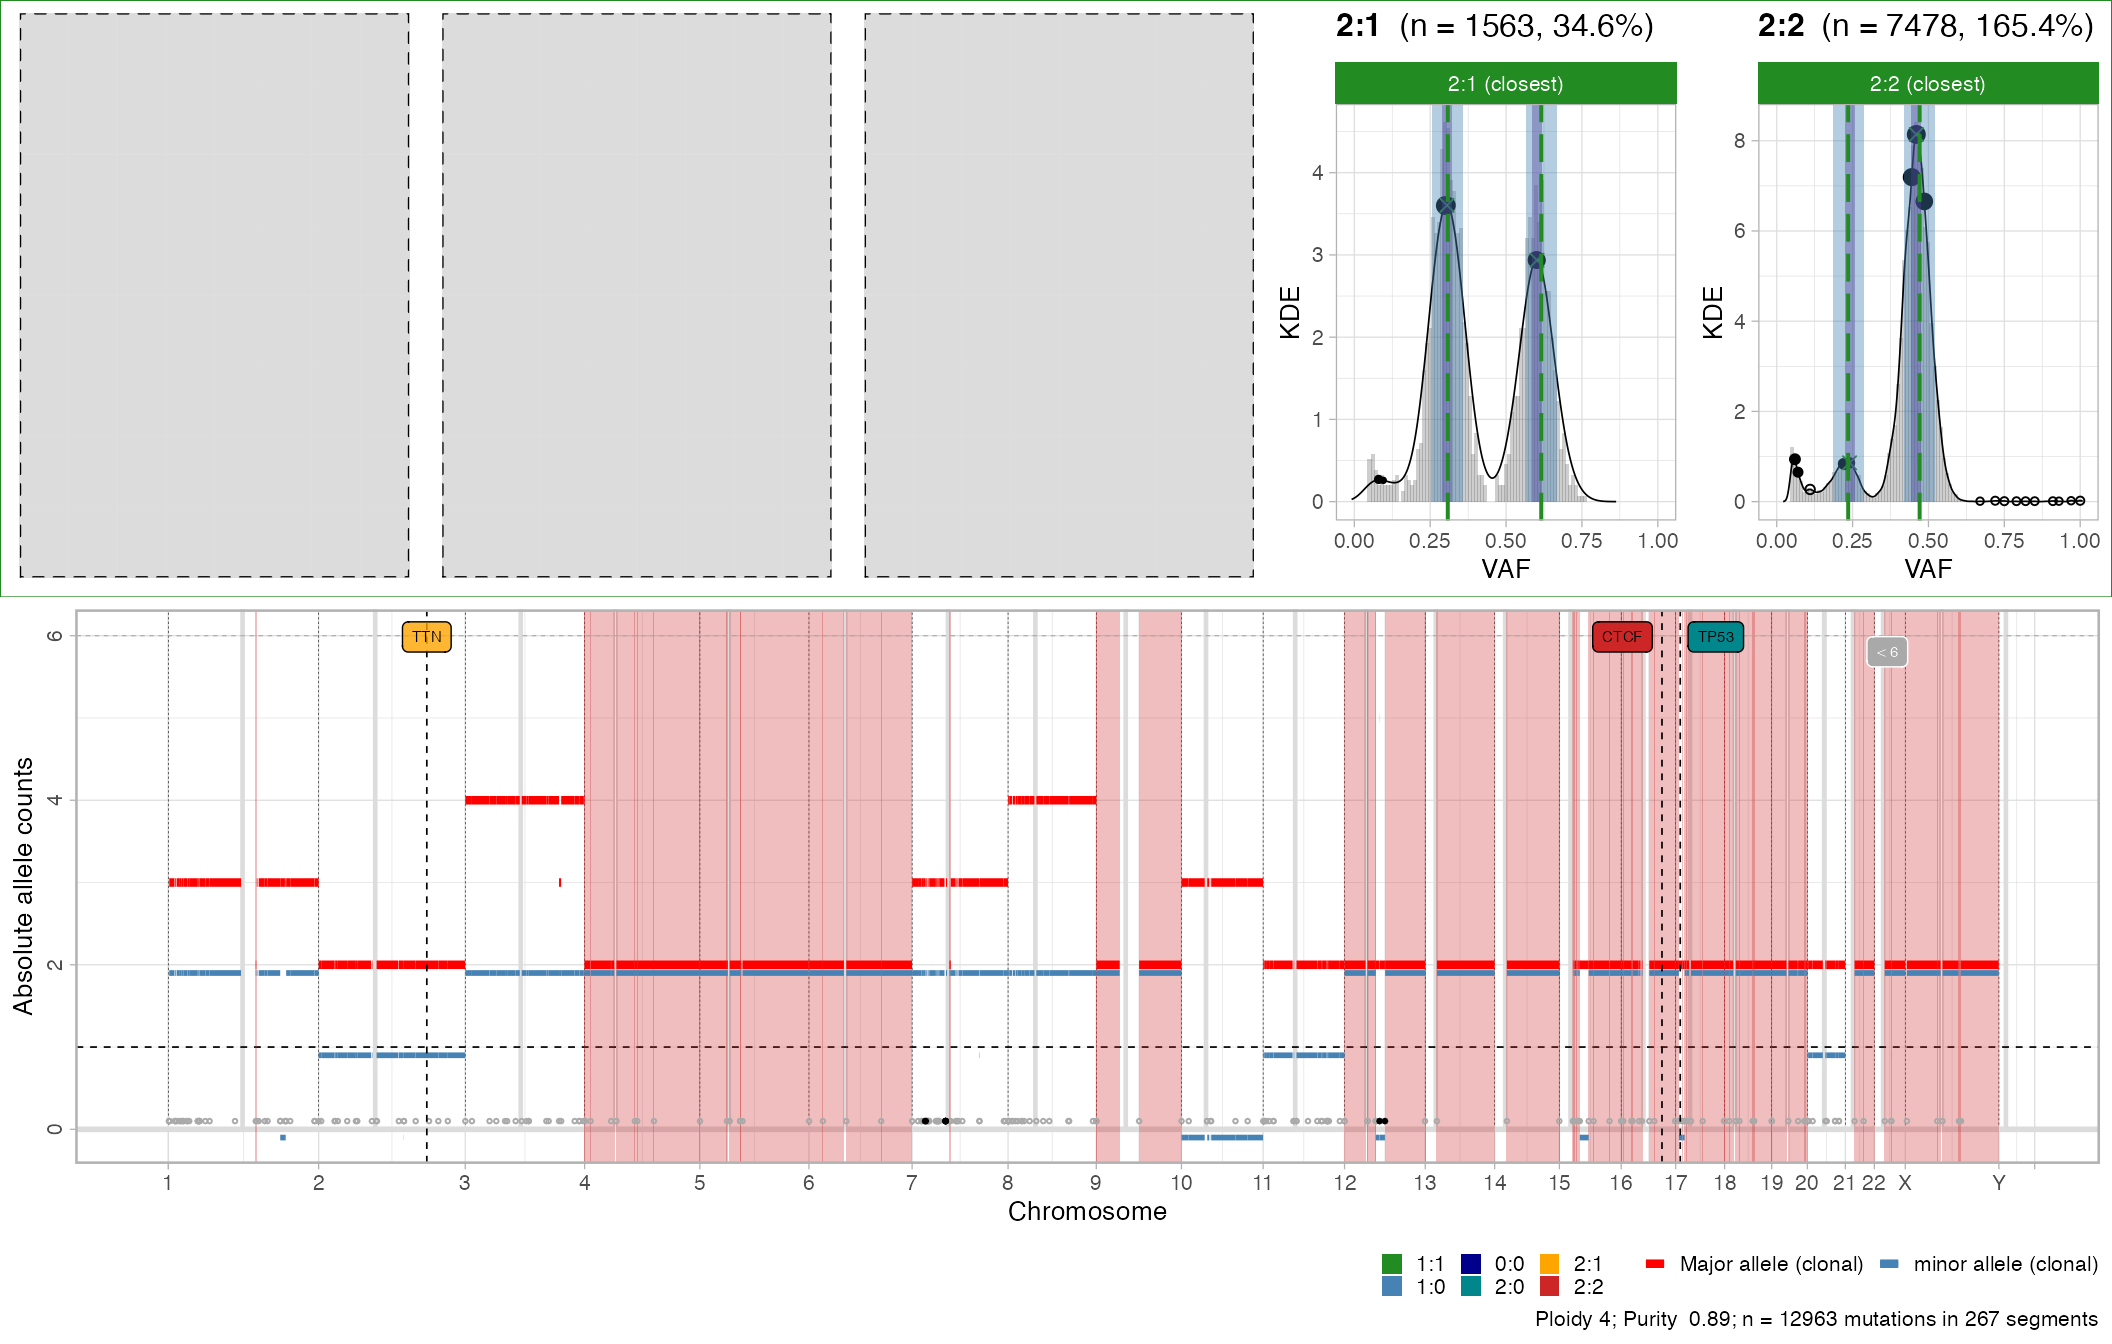 2:1 (n = 1563, 34.6%)
2:1 (closest)
KDE
4
3
2
1
0
0.00 0.25 0.50 0.75 1.00
VAF
2:2 (n = 7478, 165.4%)
2:2 (closest)
KDE
8
6
4
2
0
0.00 0.25 0.50 0.75 1.00
VAF
Absolute allele counts
6
4
2
0
TTN
CTCF
TP53
< 6
1 2 3 4 5 6 7 8 9 10 11 12 13 14 15 16 17 18 19 20 21 22 X Y
Chromosome
1:1 0:0 2:1 Major allele (clonal) minor allele (clonal)
1:0 2:0 2:2
Ploidy 4; Purity 0.89; n = 12963 mutations in 267 segments